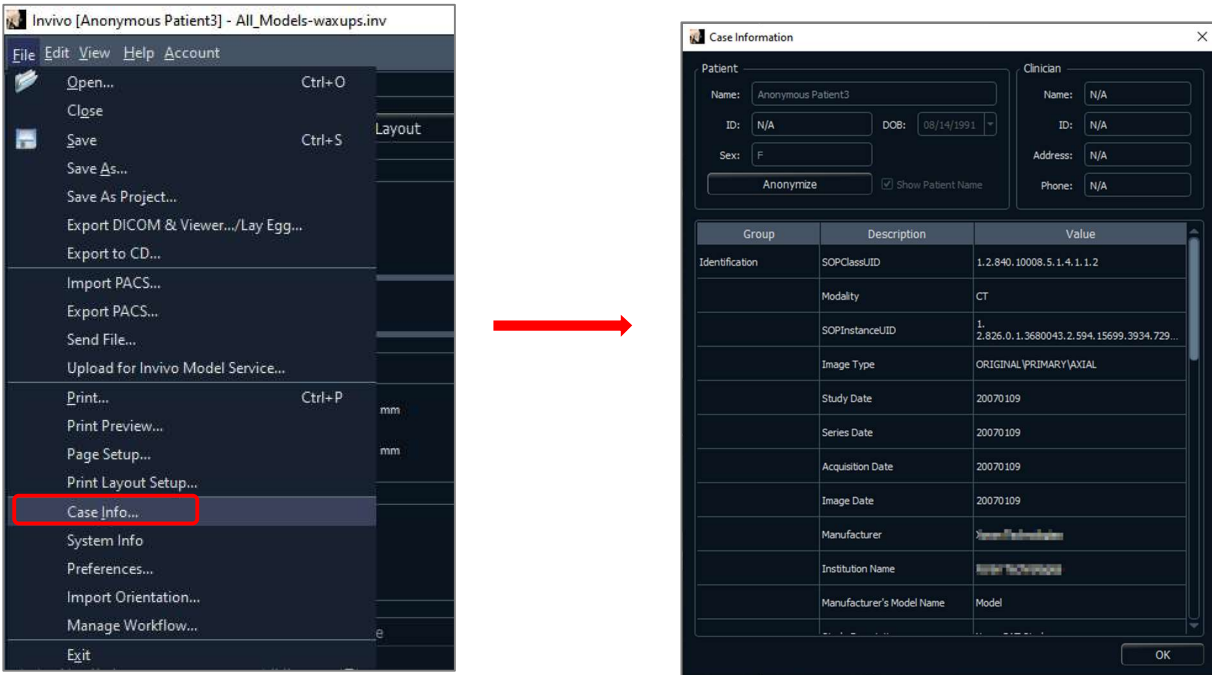 Invivo [Anonymous Patient3] - All_Models-waxups.inv
File Edit View Help Account
Open... Ctrl+O
Close
Save Ctrl+S
Layout
Save As...
Save As Project...
Export DICOM & Viewer.../Lay Egg...
Export to CD...
Import PACS...
Export PACS...
Send File...
Upload for Invivo Model Service...
Print... Ctrl+P
mm
Print Preview...
Page Setup...
mm
Print Layout Setup...
Case Info...
System Info
Preferences...
Import Orientation...
Manage Workflow...
Exit
Case Information
Patient
Name: Anonymous Patient3
ID: N/A DOB: 08/14/1991
Sex: F
Anonymize Show Patient Name
Clinician
Name: N/A
ID: N/A
Address: N/A
Phone: N/A
Group Description Value
Identification SOPClassUID 1.2.840.10008.5.1.4.1.1.2
Modality CT
SOPInstanceUID 1.
2.826.0.1.3680043.2.594.15699.3934.729...
Image Type ORIGINAL\PRIMARY\AXIAL
Study Date 20070109
Series Date 20070109
Acquisition Date 20070109
Image Date 20070109
Manufacturer
Institution Name
Manufacturer's Model Name Model
OK